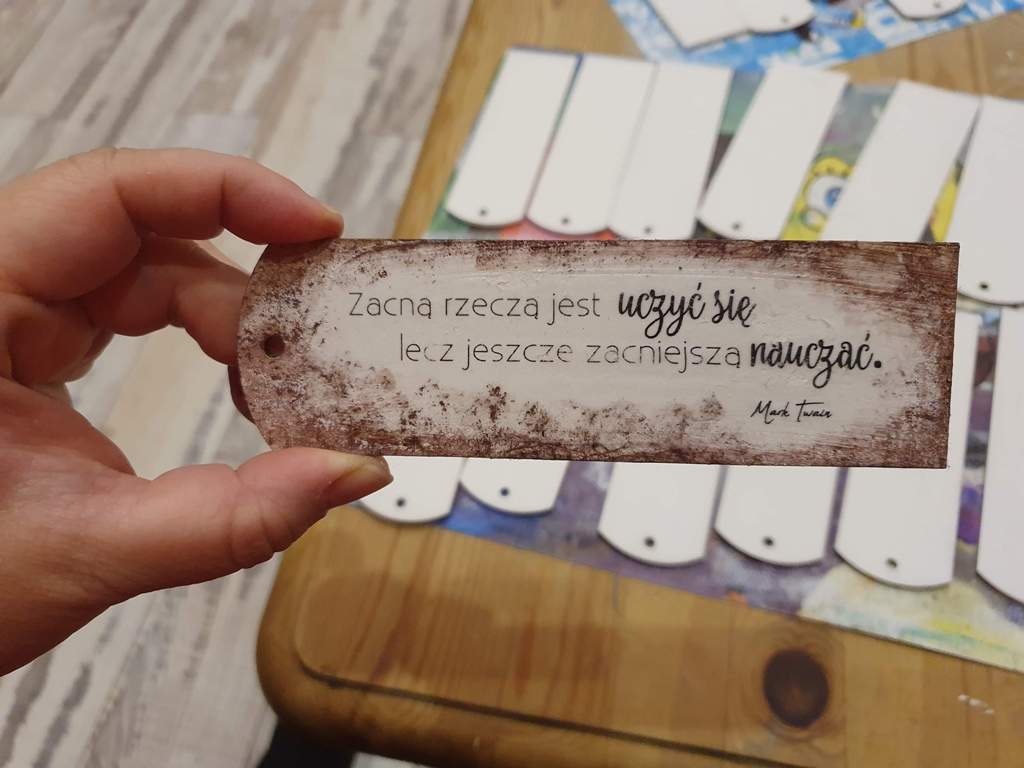 Zacną rzeczą jest uczyć się
lecz jeszcze zacniejszą nauczać.
Mark Twain